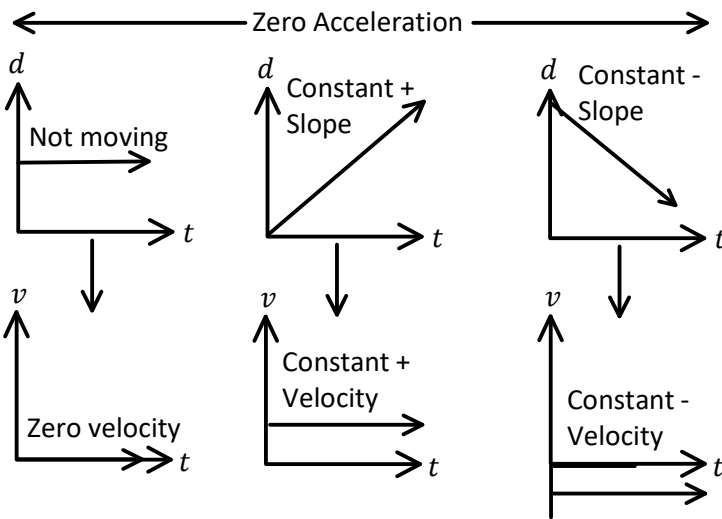 Zero Acceleration
d
Not moving
t
d
Constant +
Slope
t
d
Constant -
Slope
t
v
Zero velocity
t
v
Constant +
Velocity
t
v
Constant -
Velocity
t